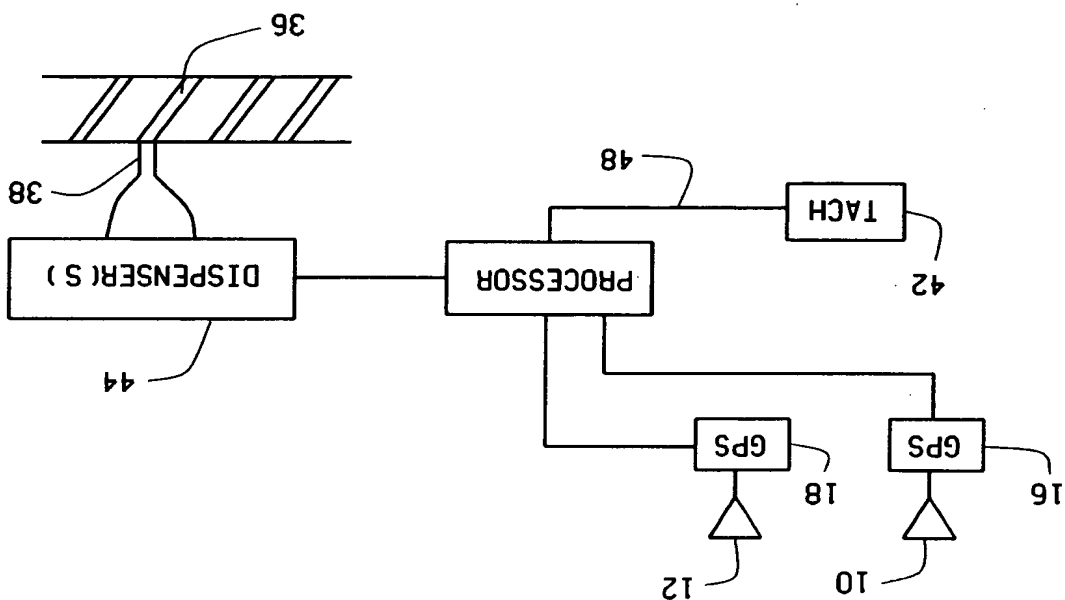 10
12
16
GPS
18
GPS
44
42
PROCESSOR
DISPENSER(S)
TACH
38
48
36